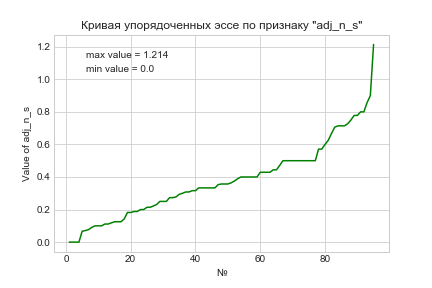 Кривая упорядоченных эссе по признаку "adj_n_s"
max value = 1.214
min value = 0.0
Value of adj_n_s
1.2
1.0
0.8
0.6
0.4
0.2
0.0
0 20 40 60 80
№